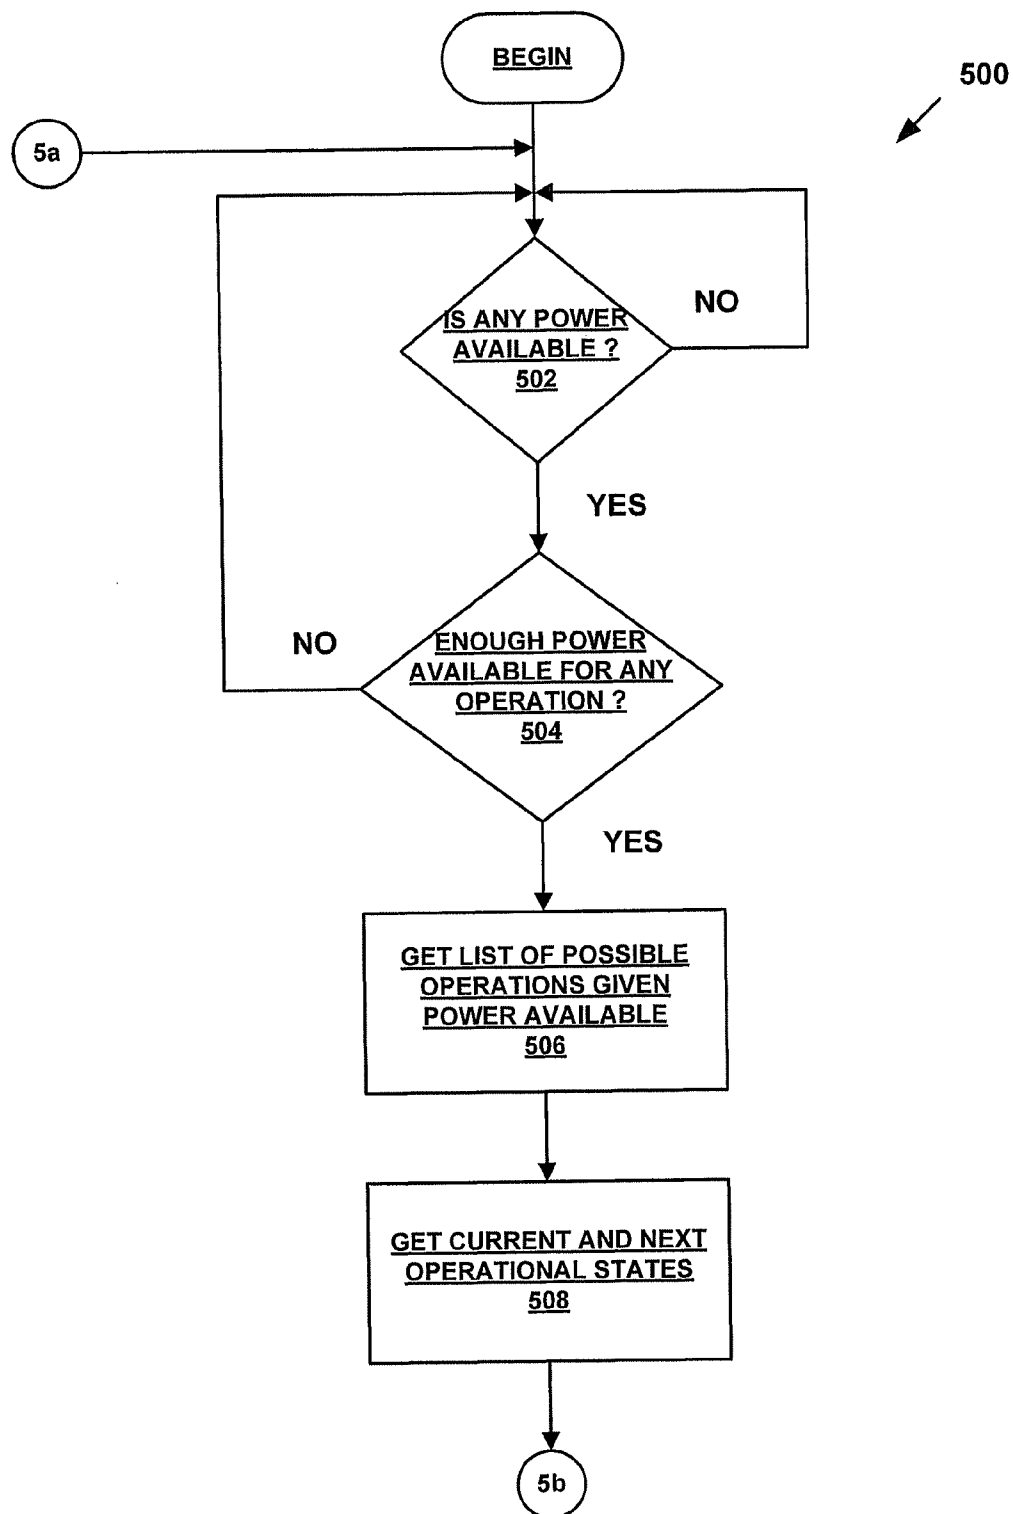 BEGIN
500
5a
IS ANY POWER
AVAILABLE ?
502
NO
YES
NO
ENOUGH POWER
AVAILABLE FOR ANY
OPERATION ?
504
YES
GET LIST OF POSSIBLE
OPERATIONS GIVEN
POWER AVAILABLE
506
GET CURRENT AND NEXT
OPERATIONAL STATES
508
5b